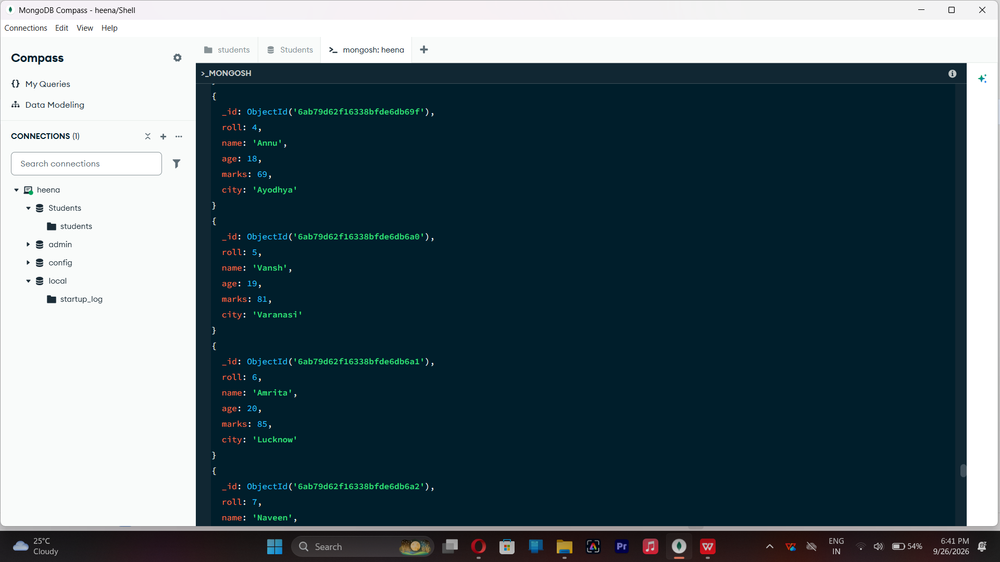 MongoDB Compass - heena/Shell
Connections Edit View Help
Compass
My Queries
Data Modeling
CONNECTIONS (1)
Search connections
heena
Students
students
admin
config
local
startup_log
students
Students
>_ mongosh: heena
>_MONGOSH
}
{
_id: ObjectId('6ab79d62f16338bfde6db69f'),
roll: 4,
name: 'Annu',
age: 18,
marks: 69,
city: 'Ayodhya'
}
{
_id: ObjectId('6ab79d62f16338bfde6db6a0'),
roll: 5,
name: 'Vansh',
age: 19,
marks: 81,
city: 'Varanasi'
}
{
_id: ObjectId('6ab79d62f16338bfde6db6a1'),
roll: 6,
name: 'Amrita',
age: 20,
marks: 85,
city: 'Lucknow'
}
{
_id: ObjectId('6ab79d62f16338bfde6db6a2'),
roll: 7,
name: 'Naveen',
25°C
Cloudy
Search
Pr
ENG
IN
54%
6:41 PM
9/26/2026